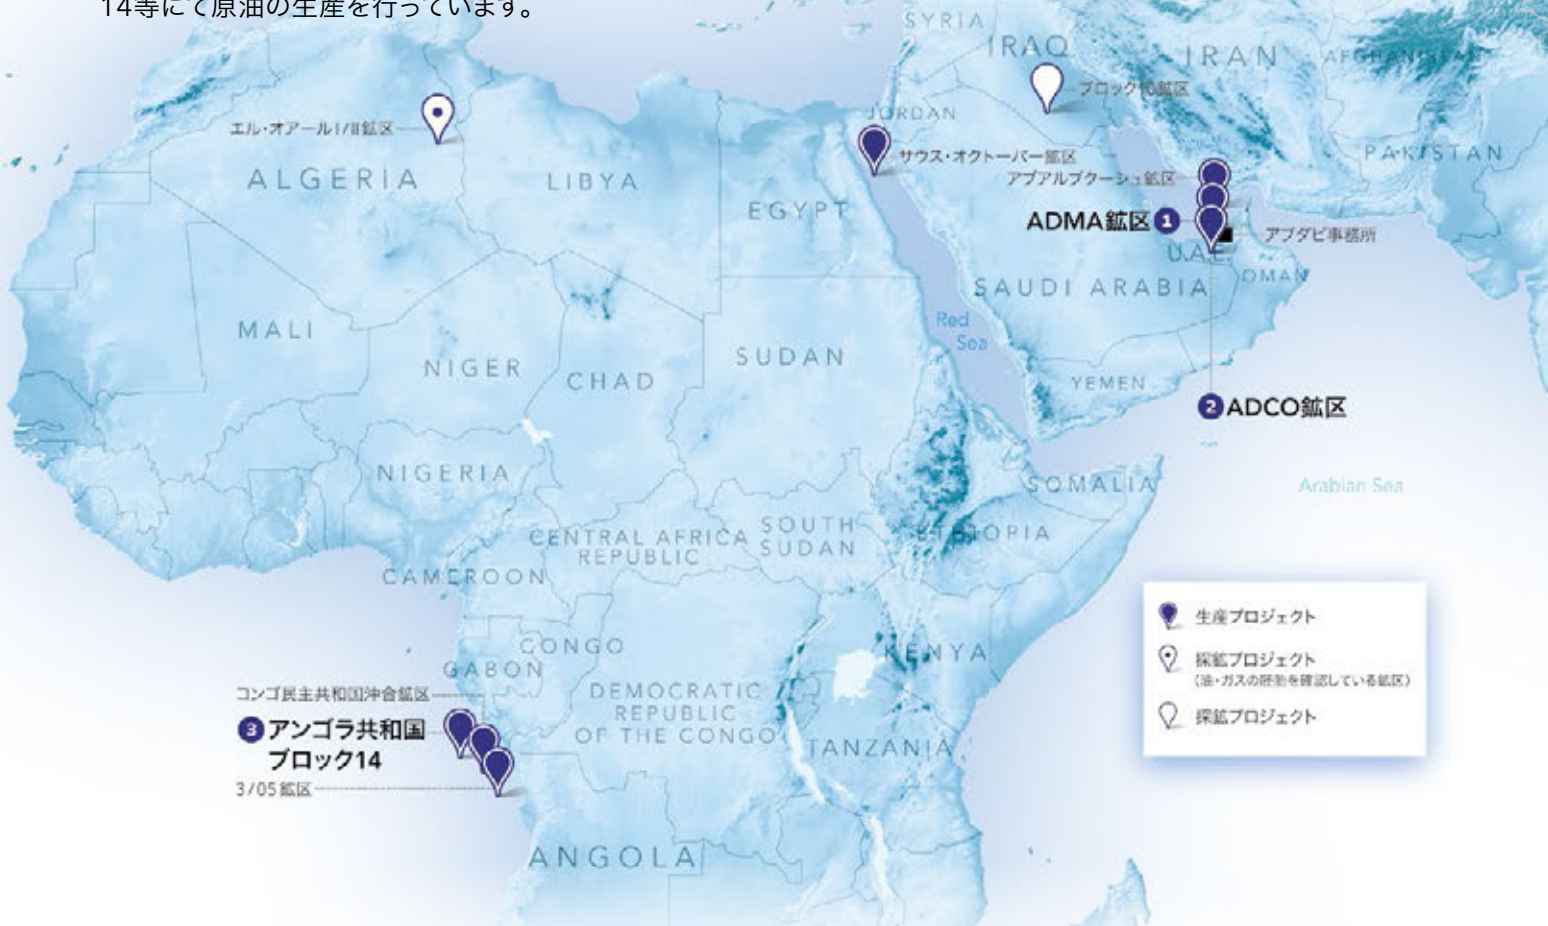 14等にて原油の生産を行っています。
SYRIA
IRAQ
IRAN
AFGHANISTAN
ブロック10鉱区
JORDAN
エル・オアールI/II鉱区
サウス・オクトーバー鉱区
PAKISTAN
ALGERIA
LIBYA
アブアルブクーシュ鉱区
EGYPT
ADMA鉱区 1
アブダビ事務所
U.A.E.
OMAN
SAUDI ARABIA
MALI
Red
Sea
NIGER
CHAD
SUDAN
YEMEN
2 ADCO鉱区
NIGERIA
SOMALIA
Arabian Sea
CENTRAL AFRICA
REPUBLIC
SOUTH
SUDAN
ETHIOPIA
CAMEROON
生産プロジェクト
CONGO
KENYA
GABON
探鉱プロジェクト
(油・ガスの胚胎を確認している鉱区)
コンゴ民主共和国沖合鉱区
DEMOCRATIC
REPUBLIC
OF THE CONGO
探鉱プロジェクト
3 アンゴラ共和国
ブロック14
TANZANIA
3/05鉱区
ANGOLA